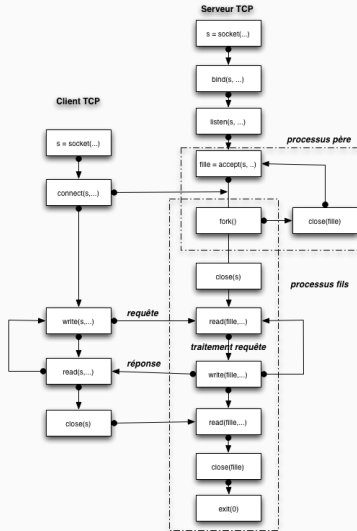 Serveur TCP
s = socket(...)
bind(s, ...)
Client TCP
listen(s, ...)
processus père
s = socket(...)
fille = accept(s, ..)
connect(s,...)
fork()
close(fille)
close(s)
processus fils
write(s,...)
requête
read(fille,...)
traitement requête
read(s,...)
réponse
write(fille,...)
close(s)
read(fille,...)
close(fille)
exit(0)